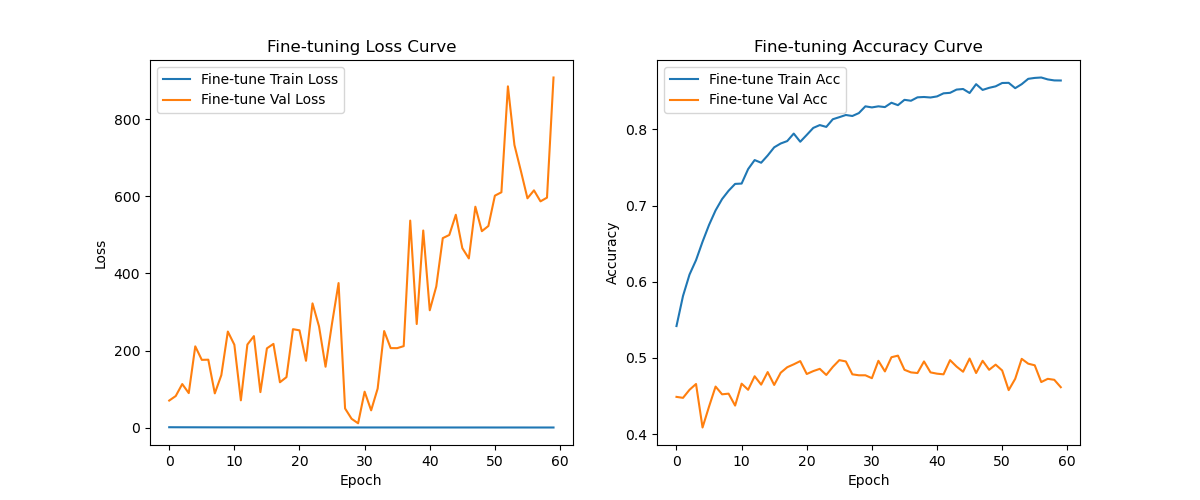 Fine-tuning Loss Curve
Fine-tune Train Loss
Fine-tune Val Loss
800
600
400
200
0
Loss
0 10 20 30 40 50 60
Epoch
Fine-tuning Accuracy Curve
Fine-tune Train Acc
Fine-tune Val Acc
0.8
0.7
0.6
0.5
0.4
Accuracy
0 10 20 30 40 50 60
Epoch